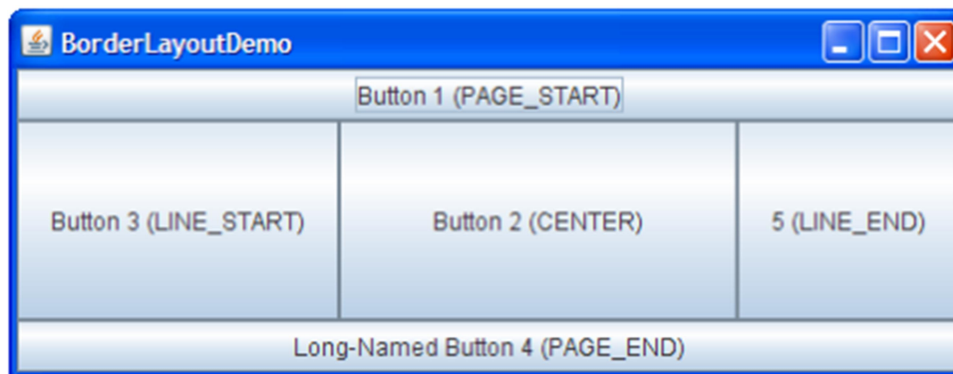 BorderLayoutDemo
Button 1 (PAGE_START)
Button 3 (LINE_START)
Button 2 (CENTER)
5 (LINE_END)
Long-Named Button 4 (PAGE_END)